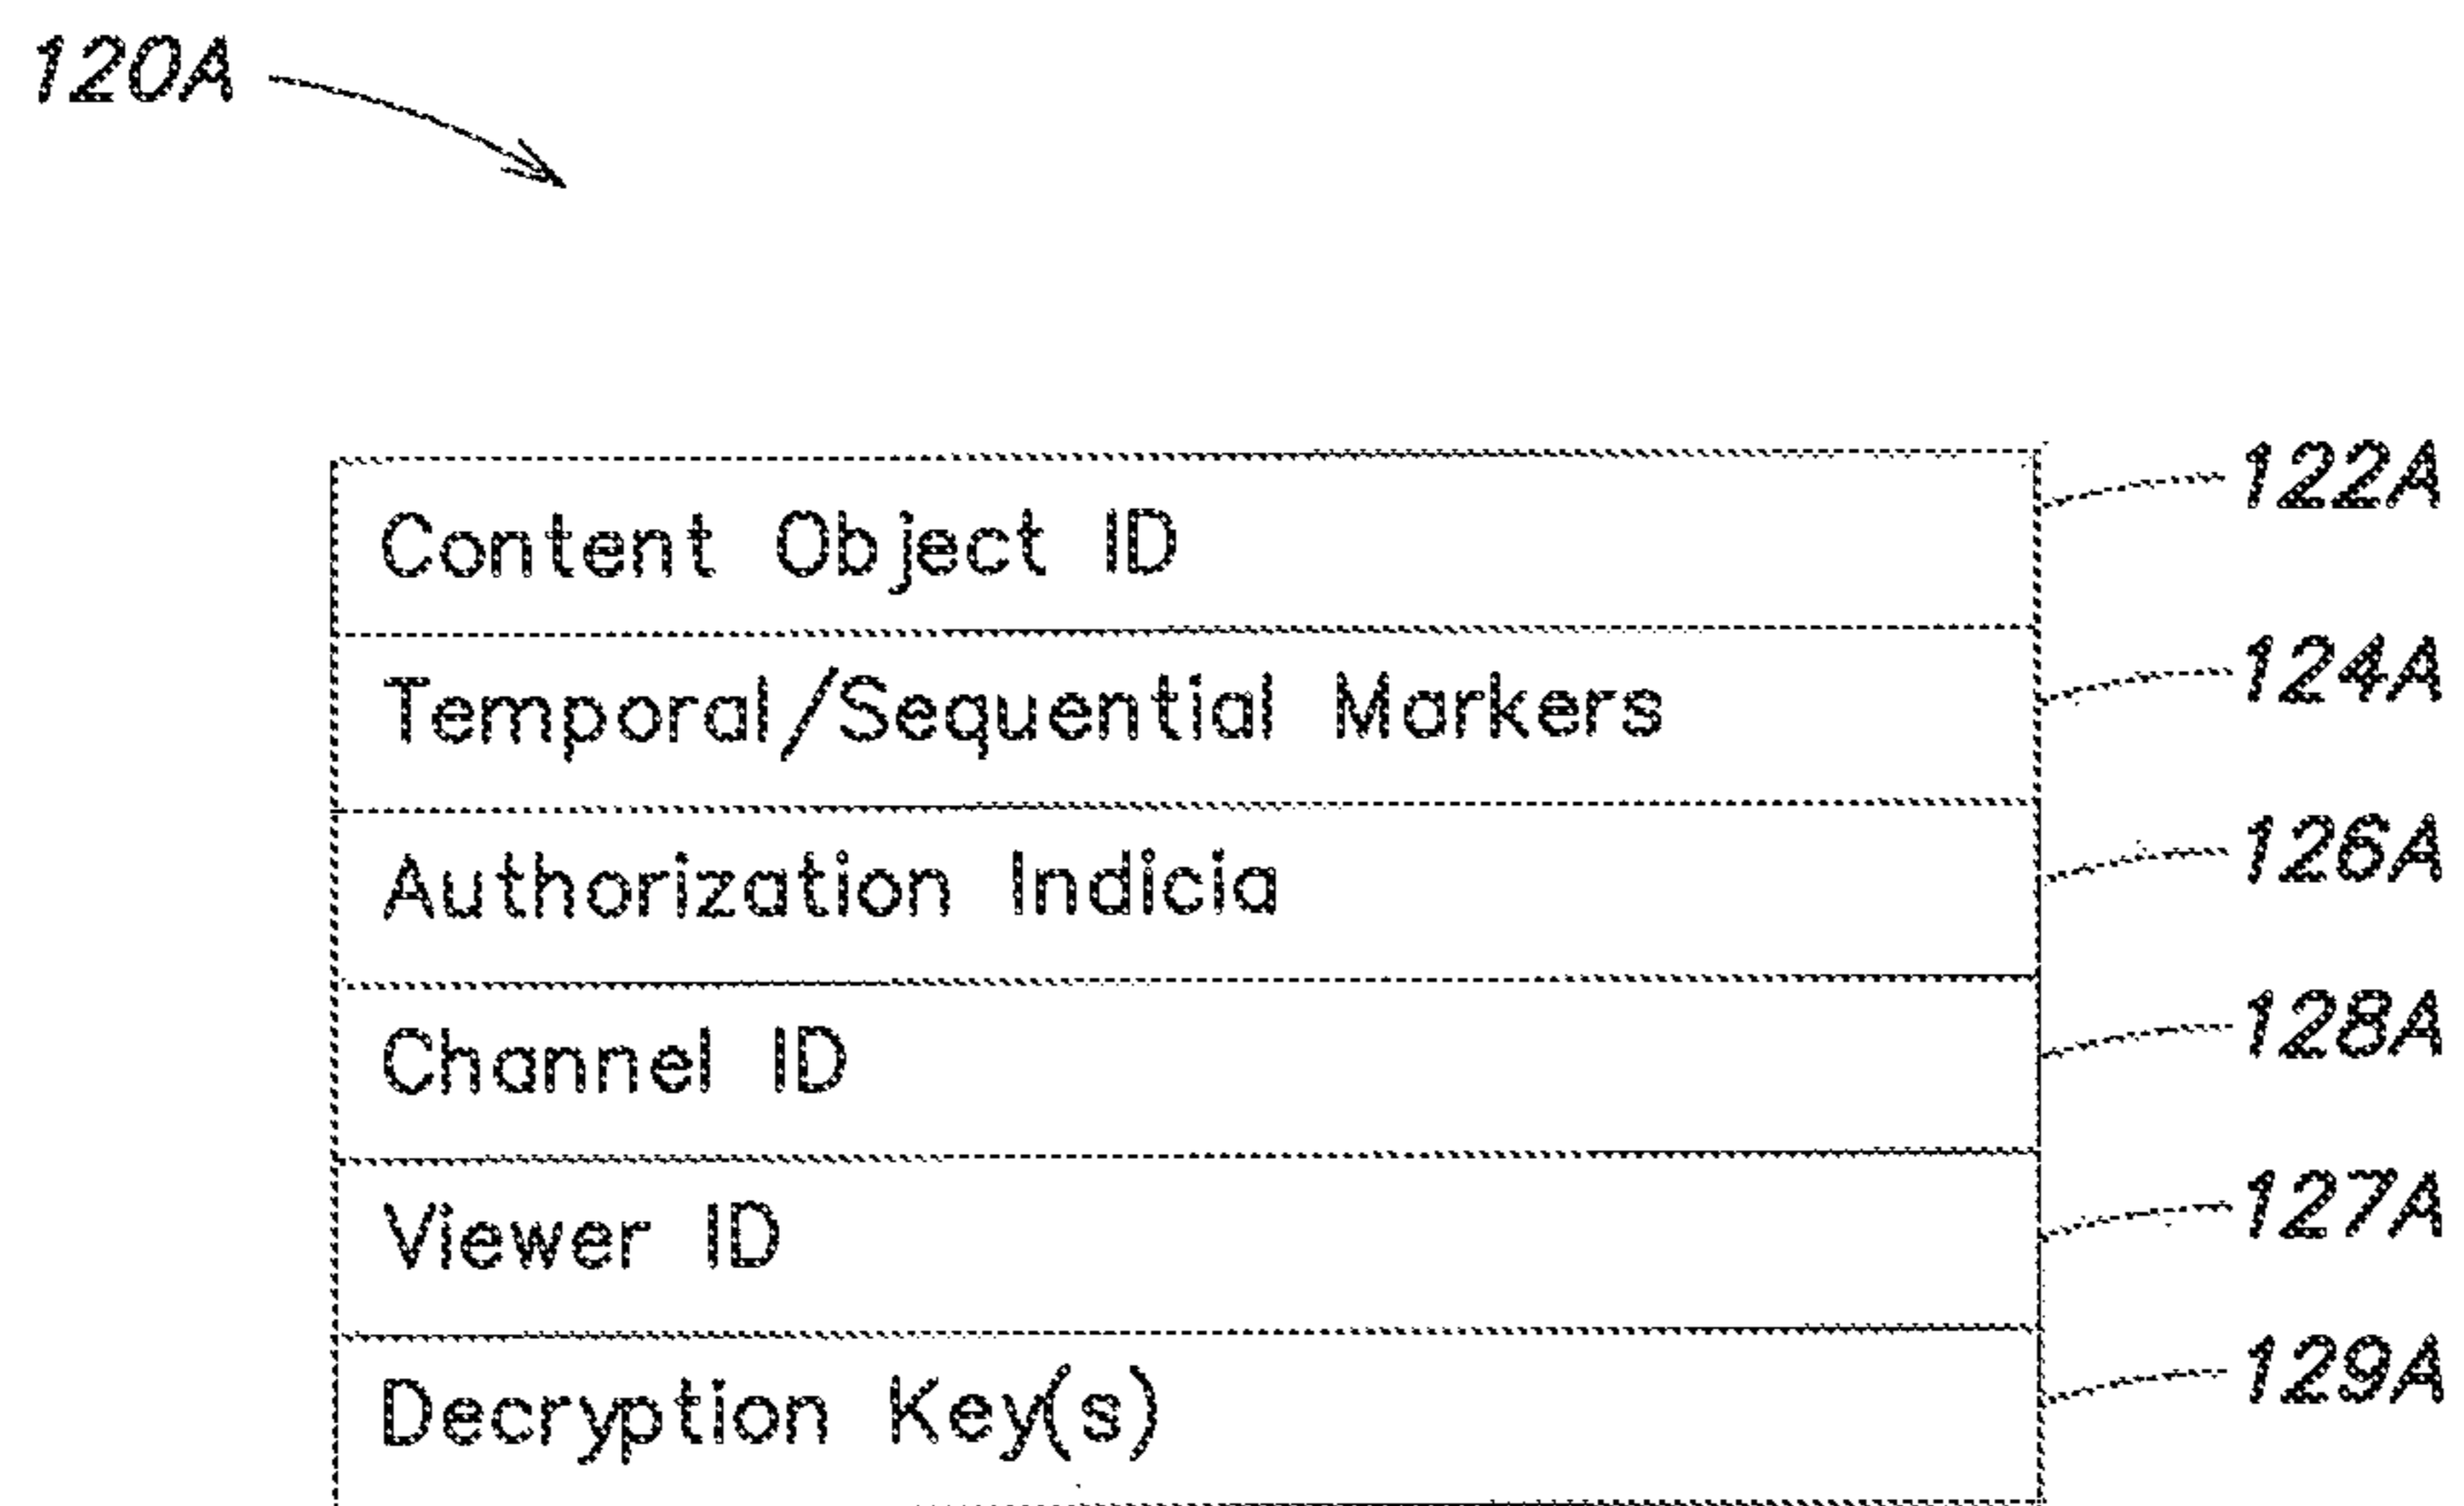 120A
Content Object ID 122A
Temporal/Sequential Markers 124A
Authorization Indicia 126A
Channel ID 128A
Viewer ID 127A
Decryption Key(s) 129A